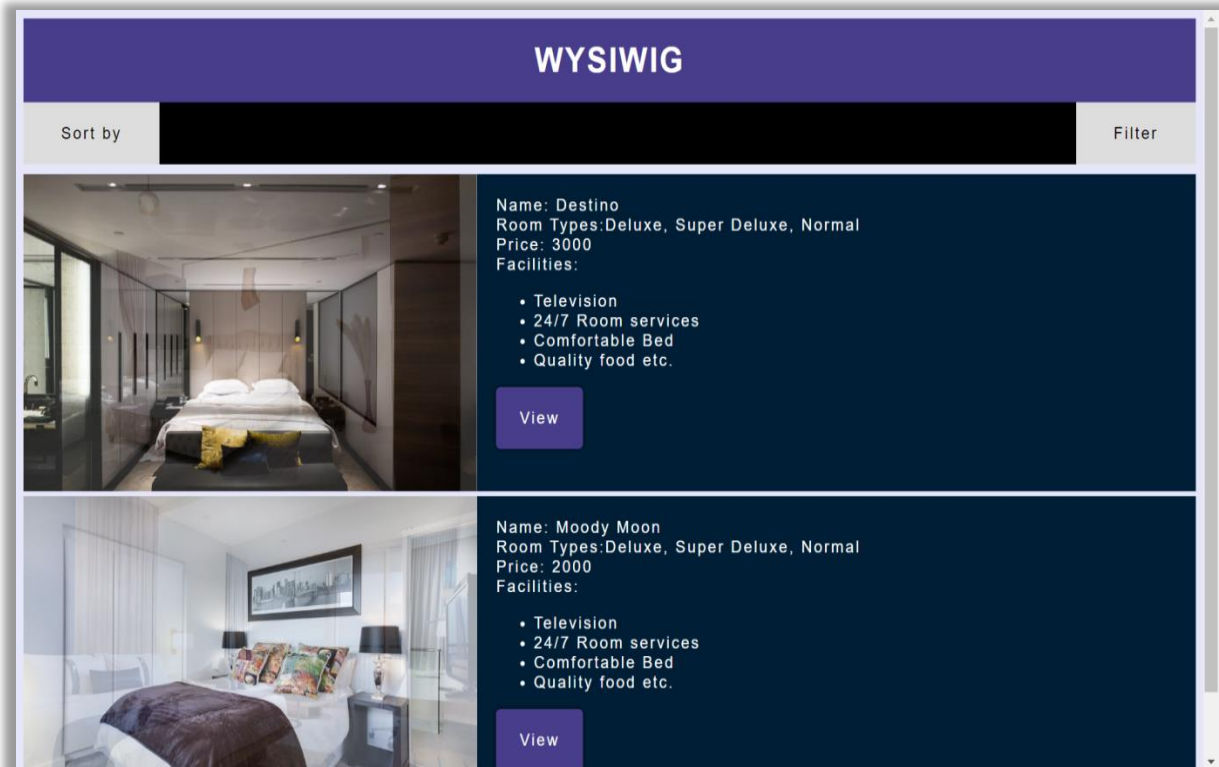 WYSIWIG
Sort by
Filter
Name: Destino
Room Types:Deluxe, Super Deluxe, Normal
Price: 3000
Facilities:
• Television
• 24/7 Room services
• Comfortable Bed
• Quality food etc.
View
Name: Moody Moon
Room Types:Deluxe, Super Deluxe, Normal
Price: 2000
Facilities:
• Television
• 24/7 Room services
• Comfortable Bed
• Quality food etc.
View